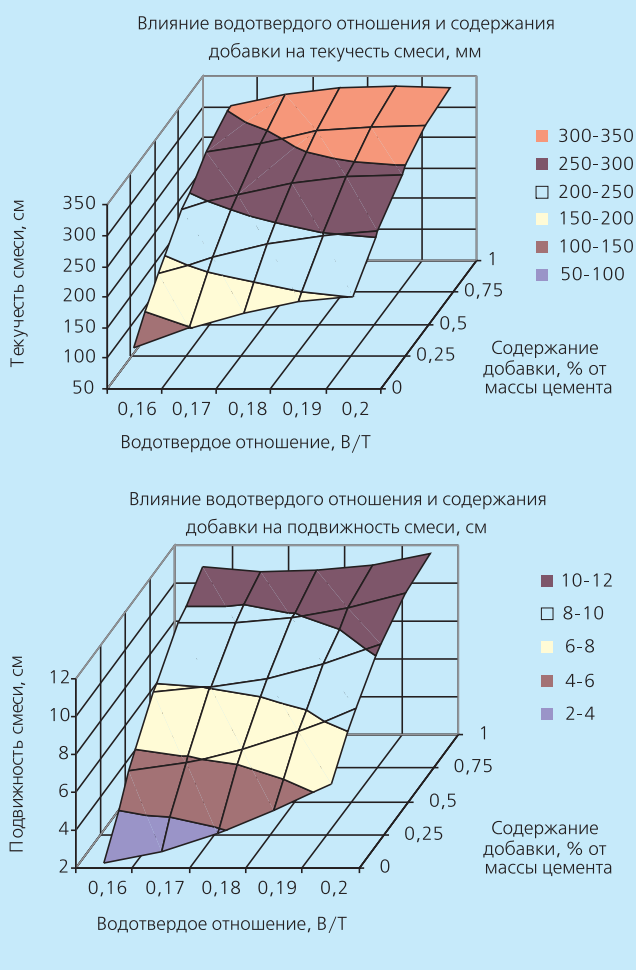 Влияние водотвердого отношения и содержания
добавки на текучесть смеси, мм
300-350
250-300
200-250
150-200
100-150
50-100
Текучесть смеси, см
350
300
250
200
150
100
50
1
0,75
0,5
0,25
0
Содержание
добавки, % от
массы цемента
0,16 0,17 0,18 0,19 0,2
Водотвердое отношение, В/Т
Влияние водотвердого отношения и содержания
добавки на подвижность смеси, см
10-12
8-10
6-8
4-6
2-4
Подвижность смеси, см
12
10
8
6
4
2
1
0,75
0,5
0,25
0
Содержание
добавки, % от
массы цемента
0,16 0,17 0,18 0,19 0,2
Водотвердое отношение, В/Т